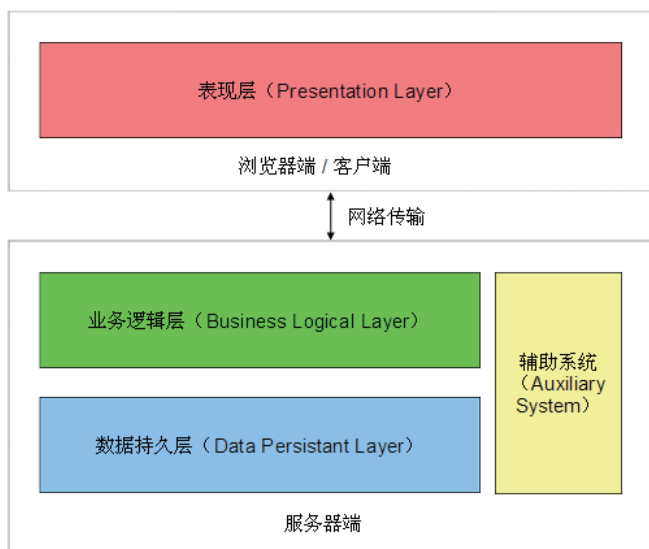 表现层（Presentation Layer）
浏览器端 / 客户端
网络传输
业务逻辑层（Business Logical Layer）
数据持久层（Data Persistant Layer）
辅助系统
（Auxiliary
System）
服务器端